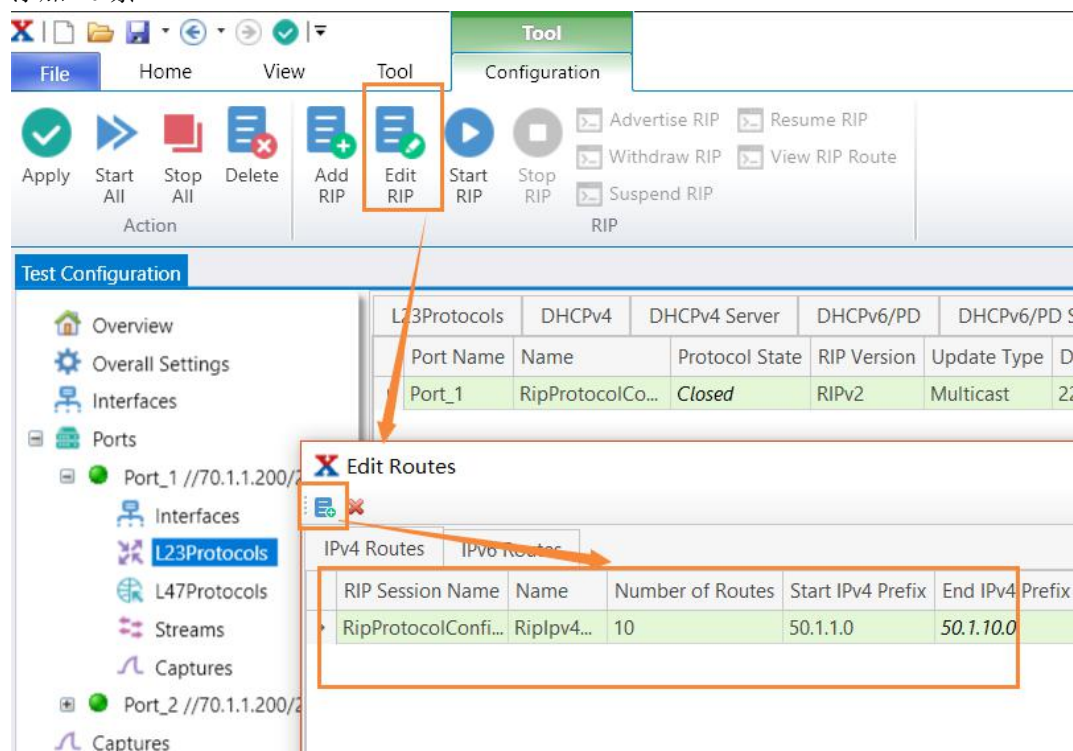 Tool
File Home View Tool Configuration
Apply
Start All
Stop All
Delete
Add RIP
Edit RIP
Start RIP
Stop RIP
Advertise RIP
Resume RIP
Withdraw RIP
View RIP Route
Suspend RIP
Action
RIP
Test Configuration
Overview
Overall Settings
Interfaces
Ports
Port_1 //70.1.1.200/
Interfaces
L23Protocols
L47Protocols
Streams
Captures
Port_2 //70.1.1.200/
Captures
L23Protocols DHCPv4 DHCPv4 Server DHCPv6/PD DHCPv6/PD S
Port Name Name Protocol State RIP Version Update Type D
Port_1 RipProtocolCo... Closed RIPv2 Multicast 22
Edit Routes
IPv4 Routes IPv6 Routes
RIP Session Name Name Number of Routes Start IPv4 Prefix End IPv4 Prefix
RipProtocolConfi... RipIpv4... 10 50.1.1.0 50.1.10.0